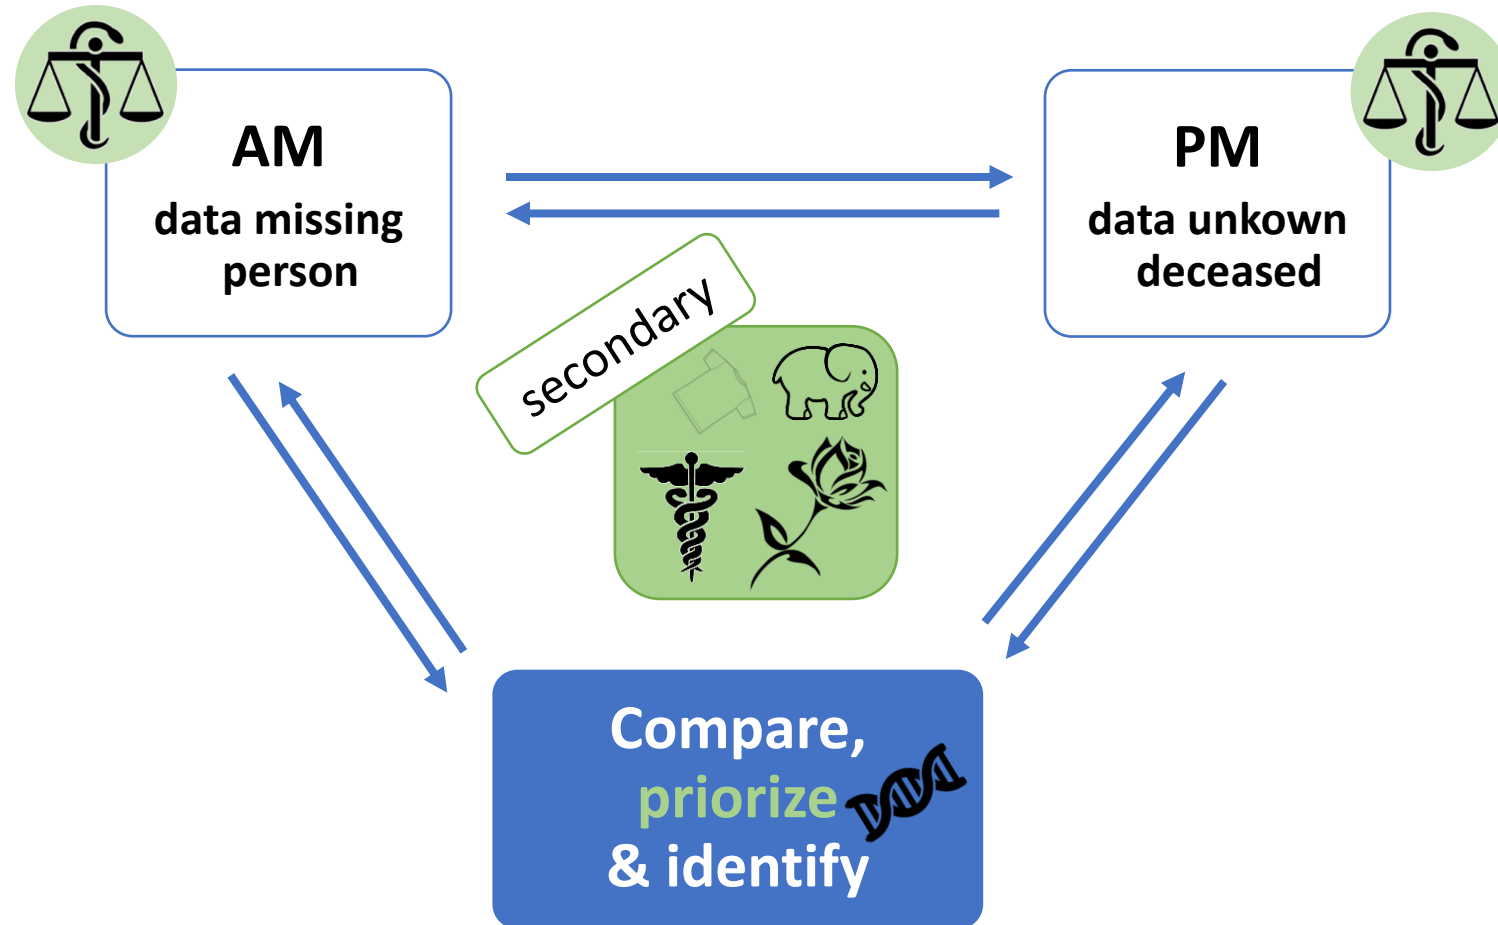 AM
data missing
person
PM
data unkown
deceased
secondary
Compare,
priorize
& identify